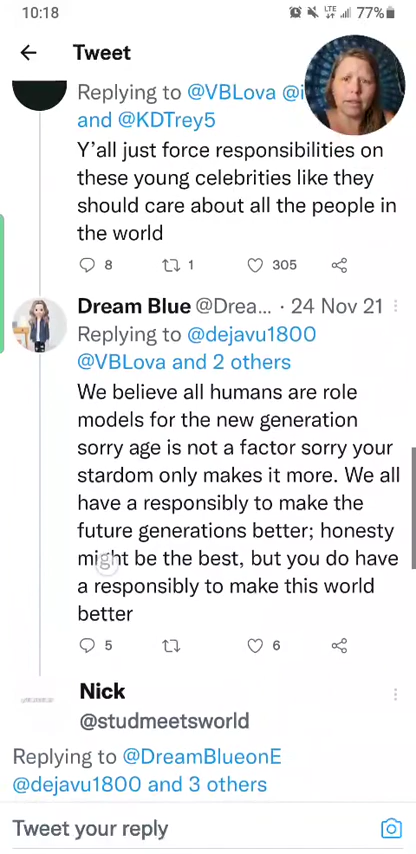 10:18 LTE 77%
Tweet
Replying to @VBLova
and @KDTrey5
Y'all just force responsibilities on
these young celebrities like they
should care about all the people in
the world
8 1 305
Dream Blue @Drea... · 24 Nov 21
Replying to @dejavu1800
@VBLova and 2 others
We believe all humans are role
models for the new generation
sorry age is not a factor sorry your
stardom only makes it more. We all
have a responsibly to make the
future generations better; honesty
might be the best, but you do have
a responsibly to make this world
better
5 6
Nick
@studmeetsworld
Replying to @DreamBlueonE
@dejavu1800 and 3 others
Tweet your reply